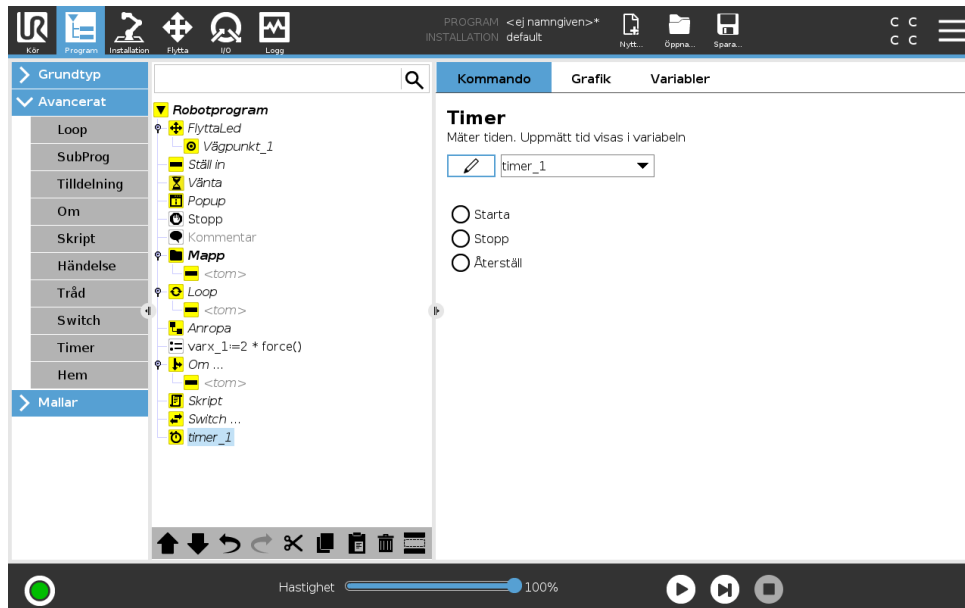 UR
PROGRAM <ej namngiven>*
INSTALLATION default
C C
C C
Kör
Program
Installation
Flytta
I/O
Logg
Nytt...
Öppna...
Spara...
Grundtyp
Avancerat
Loop
SubProg
Tilldelning
Om
Skript
Händelse
Tråd
Switch
Timer
Hem
Mallar
Robotprogram
FlyttaLed
Vägpunkt_1
Ställ in
Vänta
Popup
Stopp
Kommentar
Mapp
<tom>
Loop
<tom>
Anropa
varx_1:=2 * force()
Om ...
<tom>
Skript
Switch ...
timer_1
Kommando
Grafik
Variabler
Timer
Mäter tiden. Uppmätt tid visas i variabeln
timer_1
Starta
Stopp
Återställ
Hastighet
100%